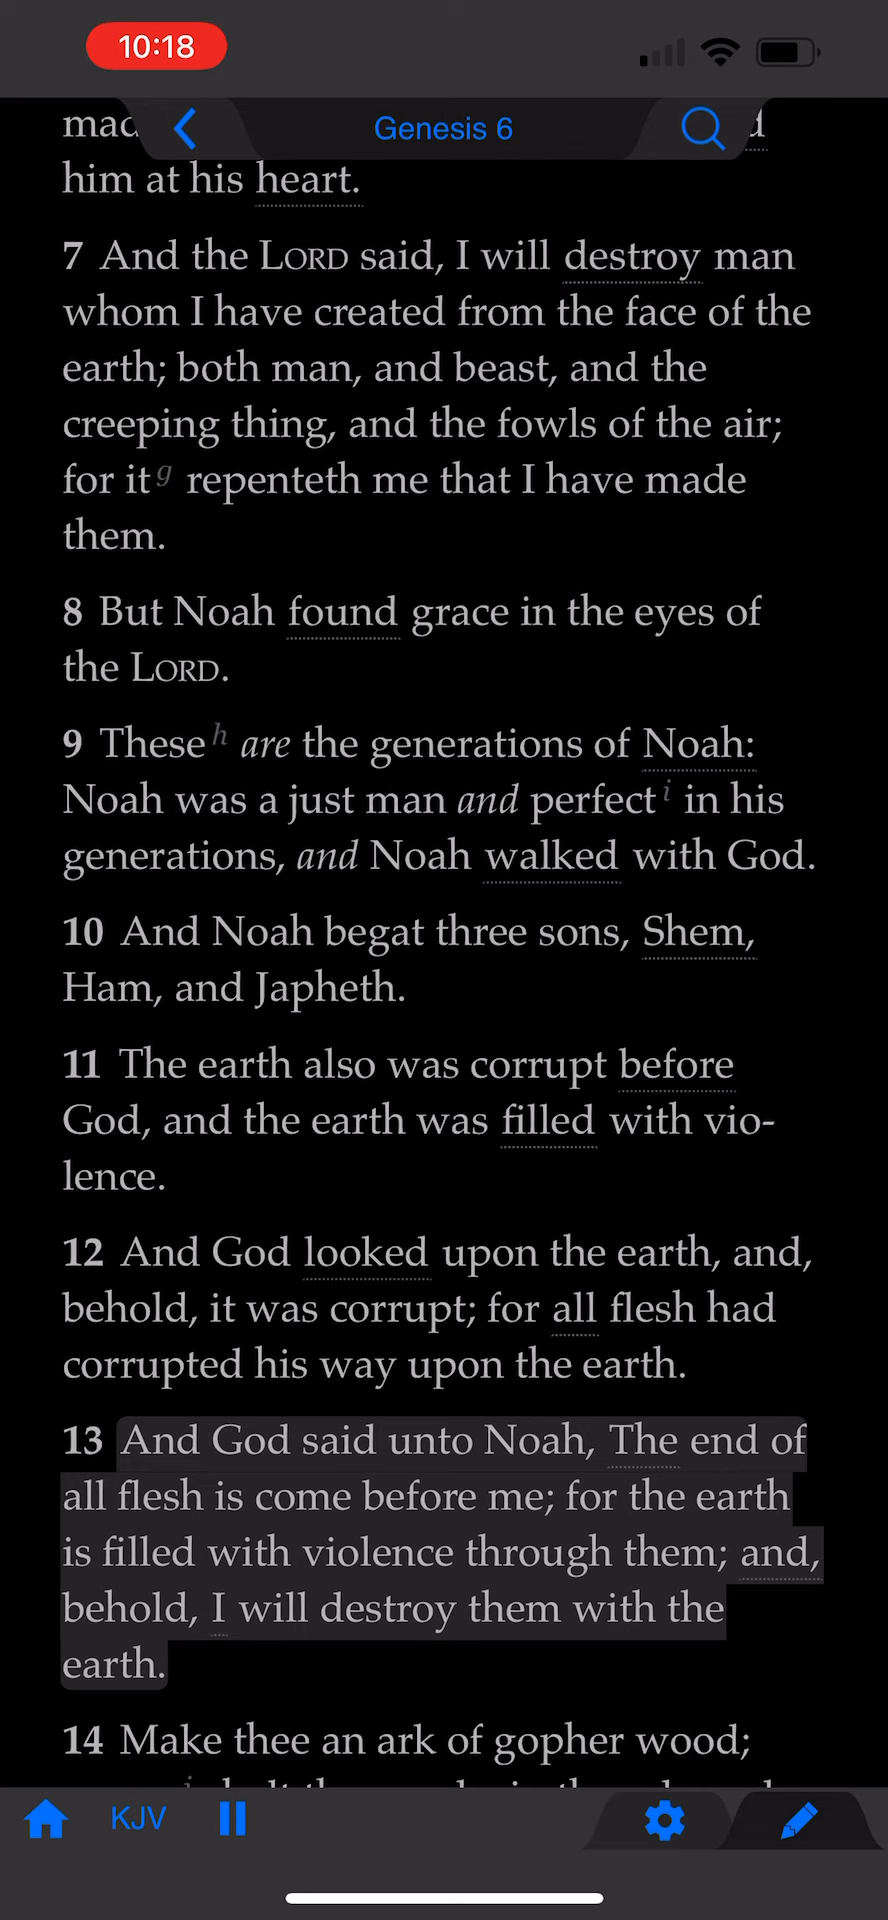 10:18
Genesis 6
him at his heart.
7 And the LORD said, I will destroy man
whom I have created from the face of the
earth; both man, and beast, and the
creeping thing, and the fowls of the air;
for it g repenteth me that I have made
them.
8 But Noah found grace in the eyes of
the LORD.
9 These h are the generations of Noah:
Noah was a just man and perfect i in his
generations, and Noah walked with God.
10 And Noah begat three sons, Shem,
Ham, and Japheth.
11 The earth also was corrupt before
God, and the earth was filled with vio-
lence.
12 And God looked upon the earth, and,
behold, it was corrupt; for all flesh had
corrupted his way upon the earth.
13 And God said unto Noah, The end of
all flesh is come before me; for the earth
is filled with violence through them; and,
behold, I will destroy them with the
earth.
14 Make thee an ark of gopher wood;
KJV